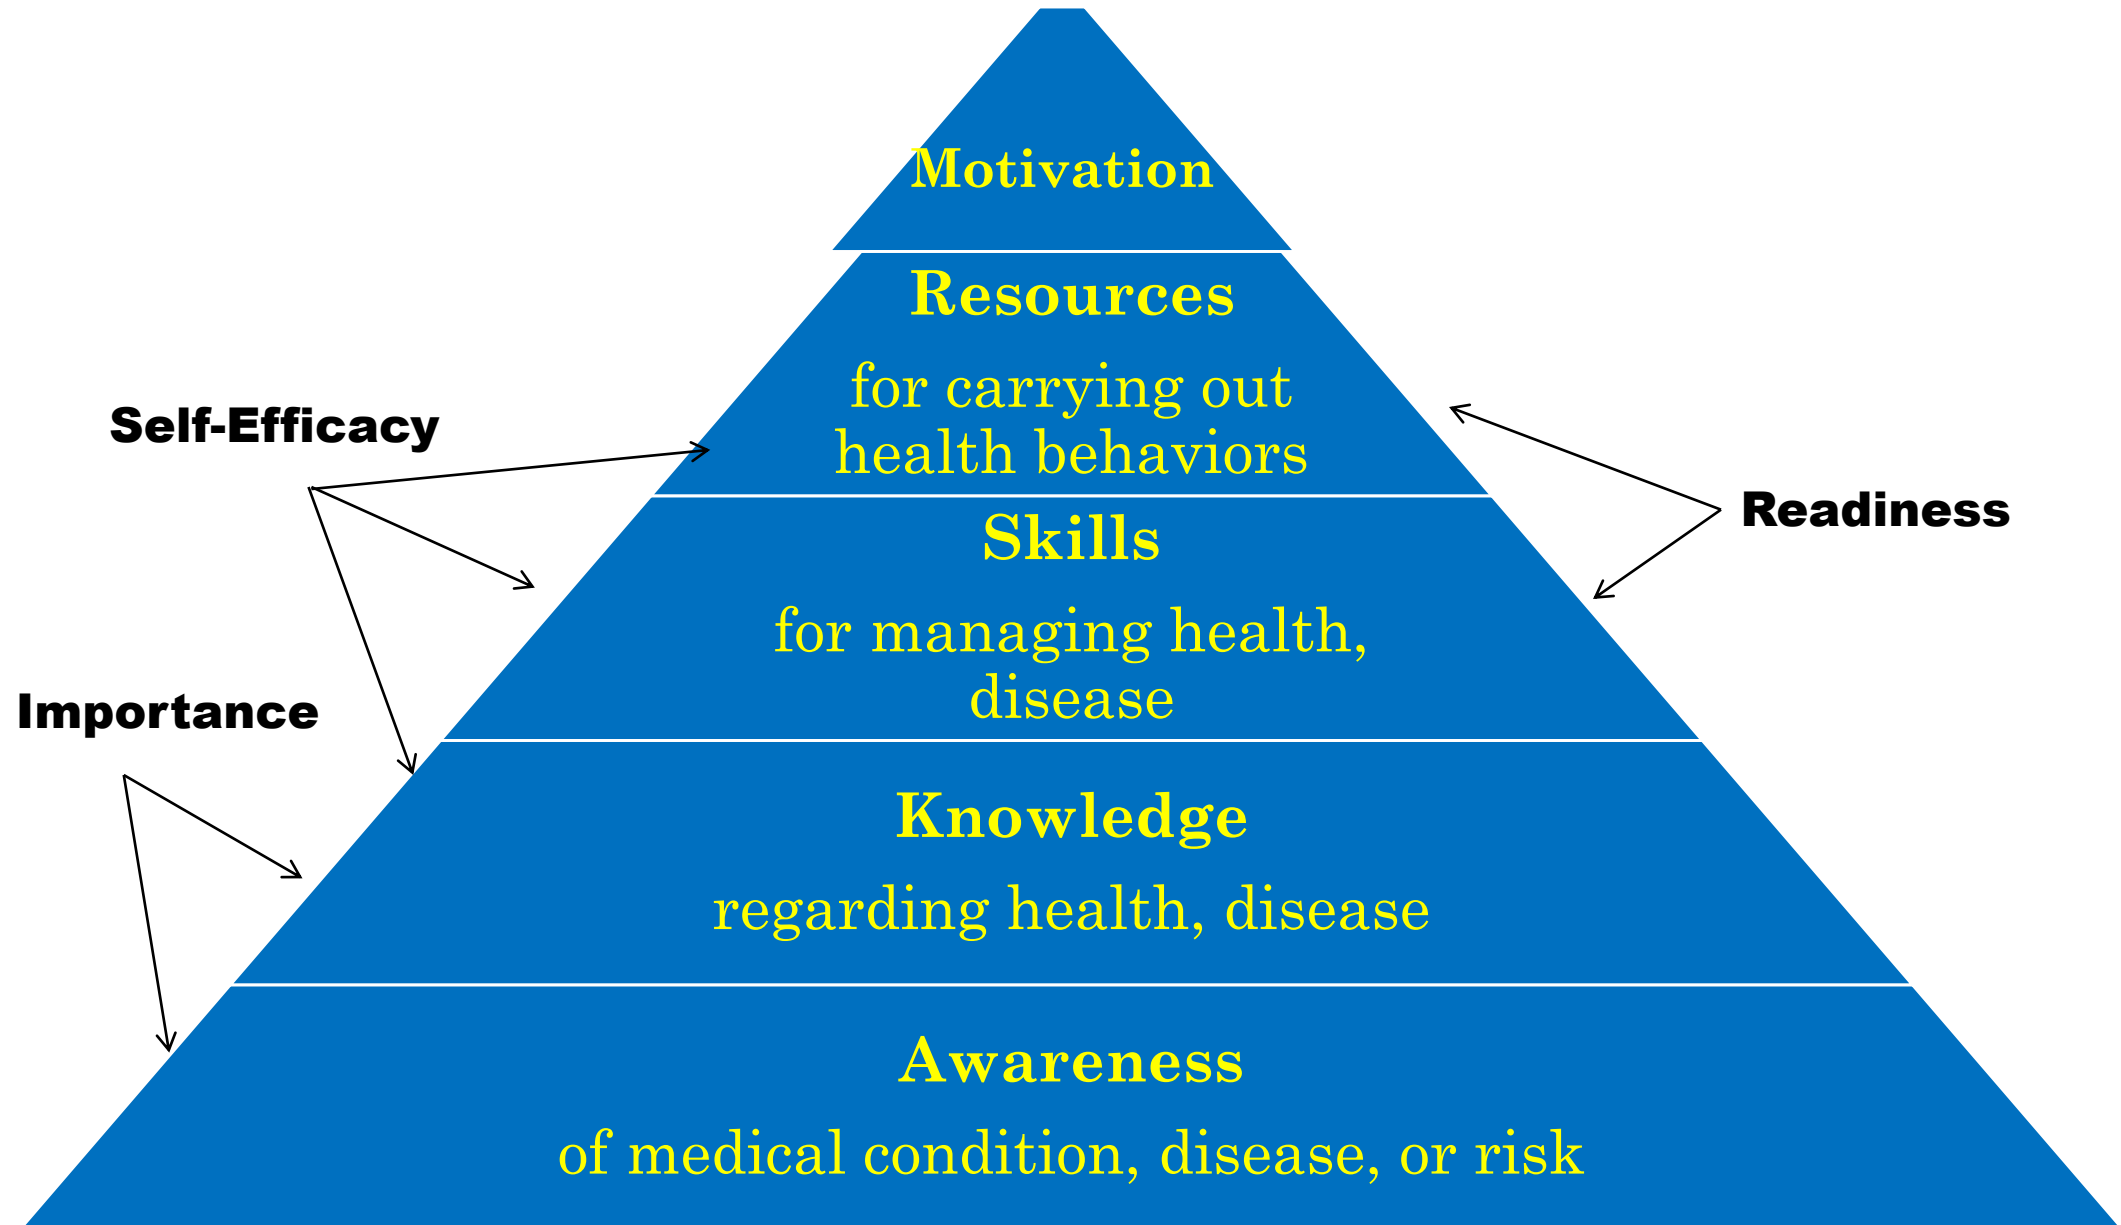 Motivation
Resources
for carrying out
health behaviors
Self-Efficacy
Readiness
Skills
for managing health,
disease
Importance
Knowledge
regarding health, disease
Awareness
of medical condition, disease, or risk